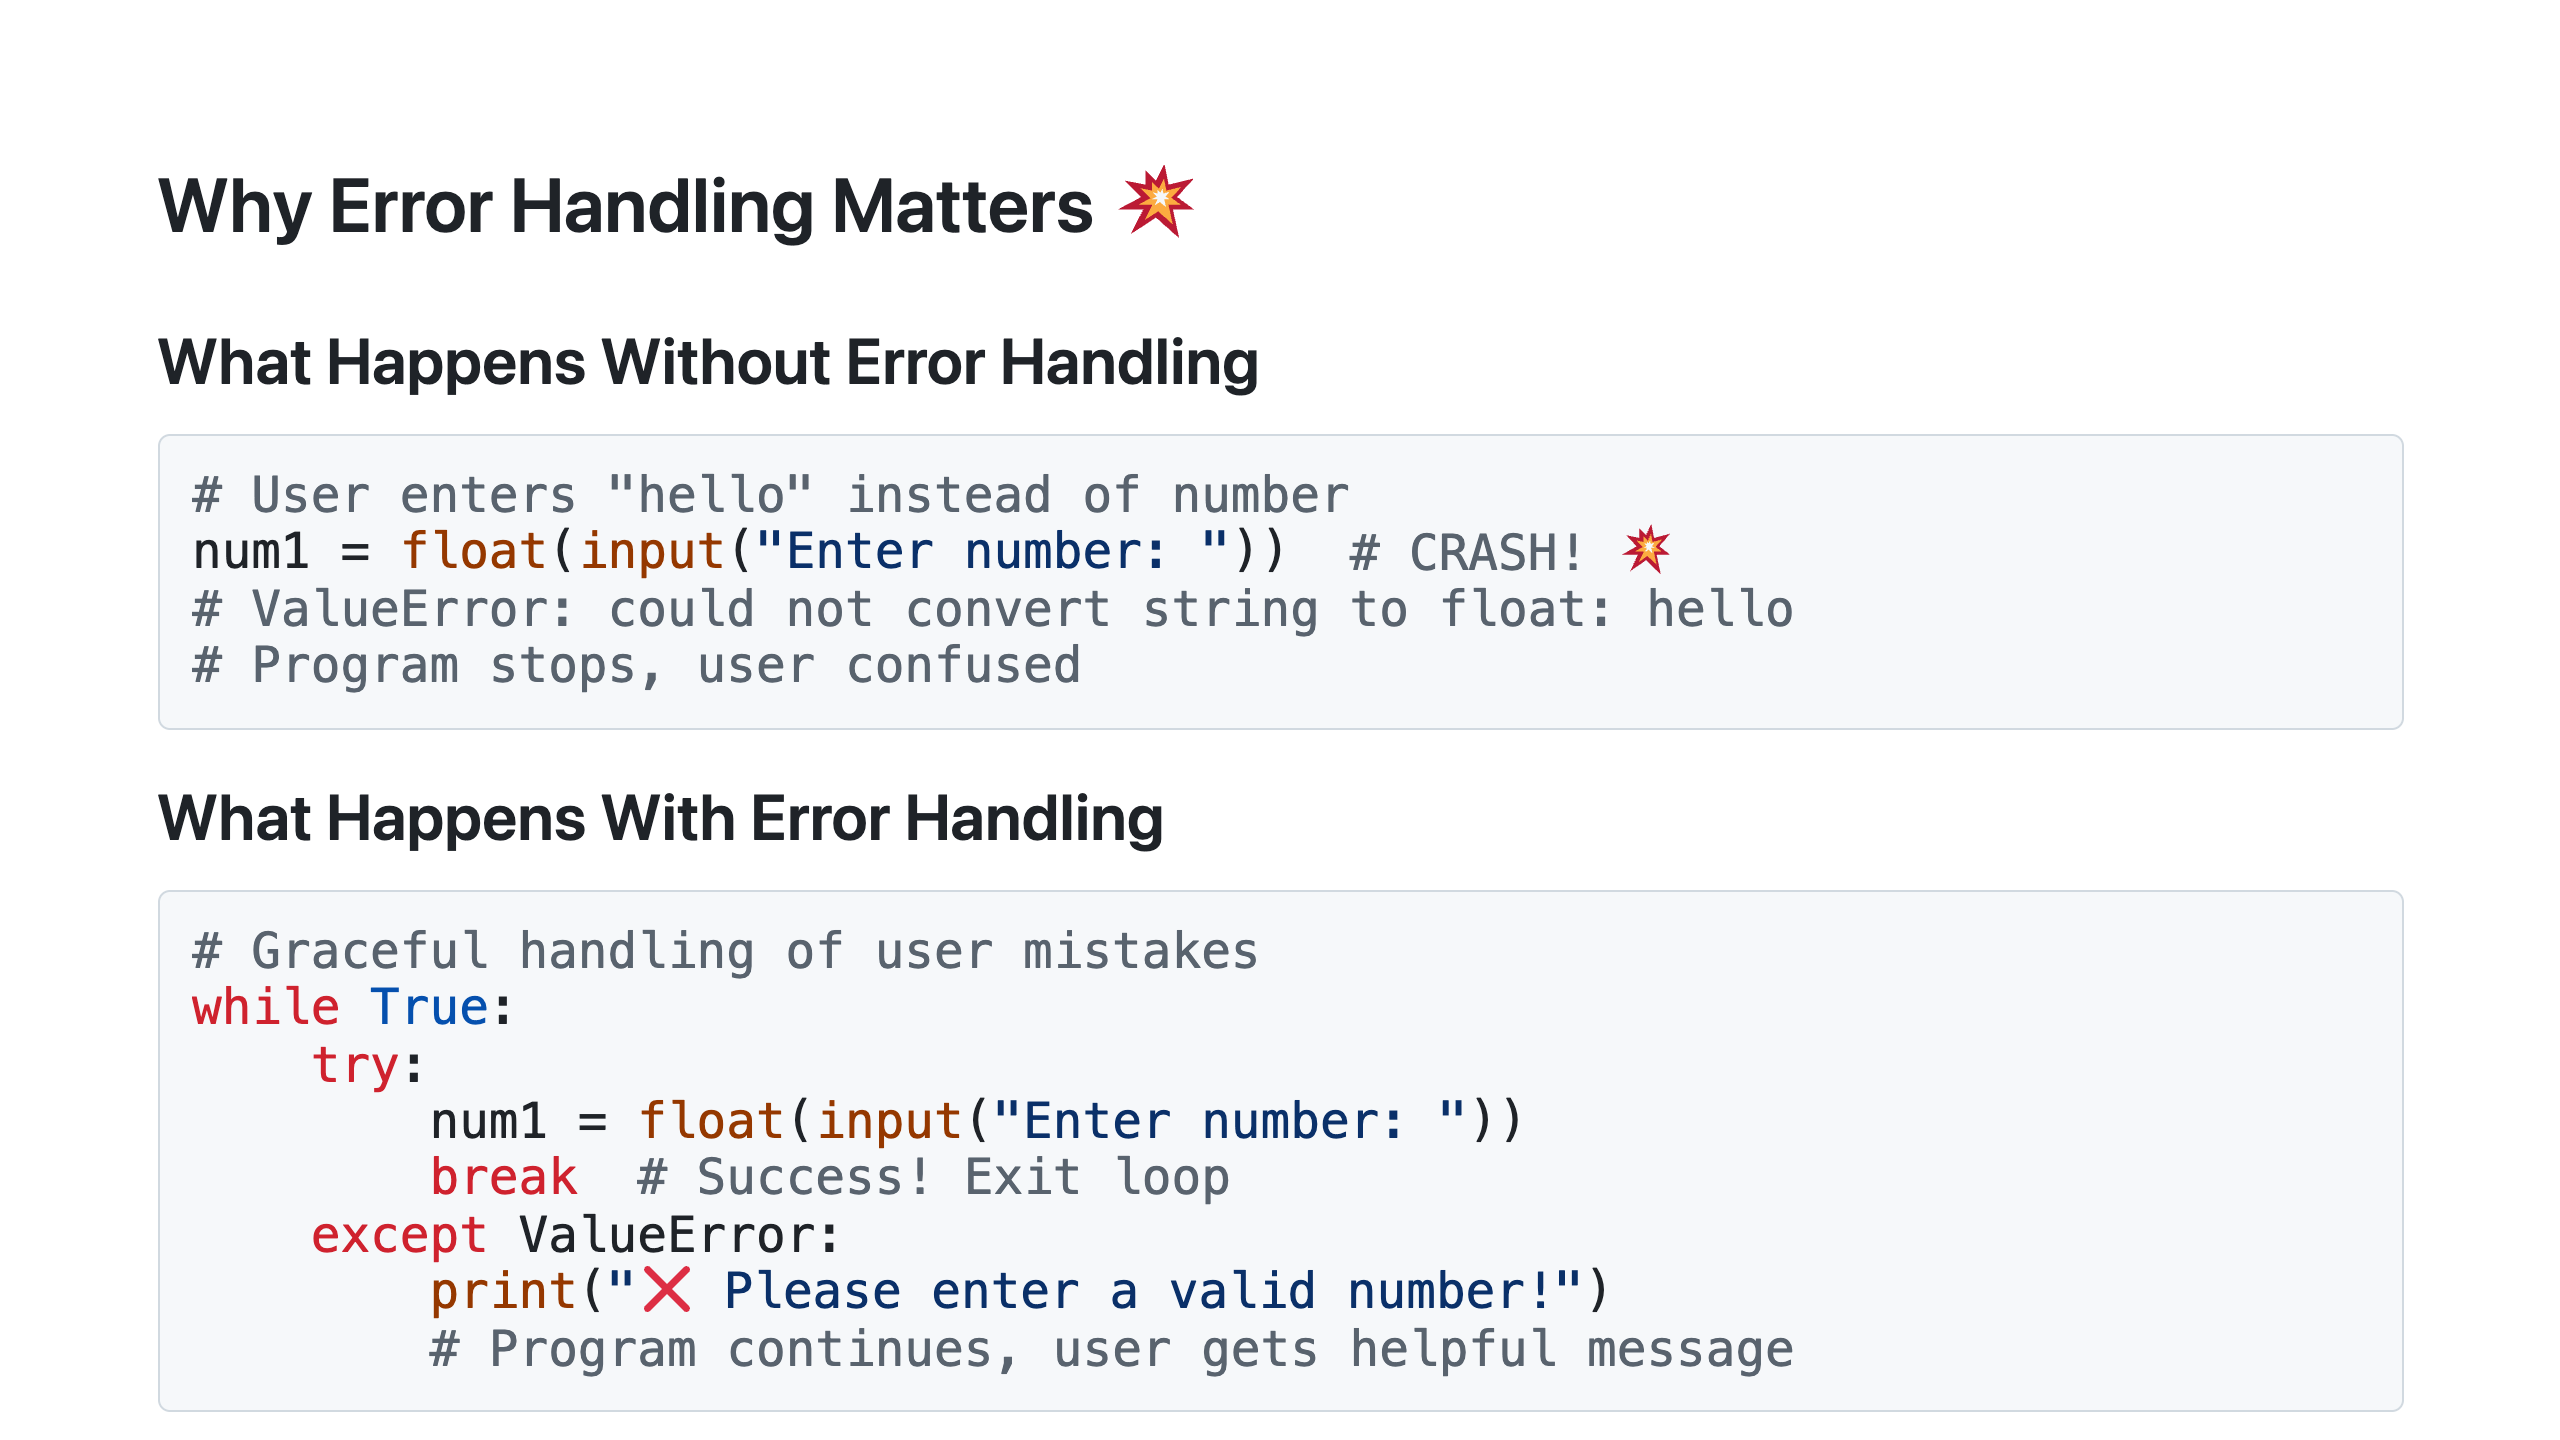 Why Error Handling Matters 💥
What Happens Without Error Handling
# User enters "hello" instead of number
num1 = float(input("Enter number: "))  # CRASH! 💥
# ValueError: could not convert string to float: hello
# Program stops, user confused
What Happens With Error Handling
# Graceful handling of user mistakes
while True:
    try:
        num1 = float(input("Enter number: "))
        break  # Success! Exit loop
    except ValueError:
        print("❌ Please enter a valid number!")
        # Program continues, user gets helpful message